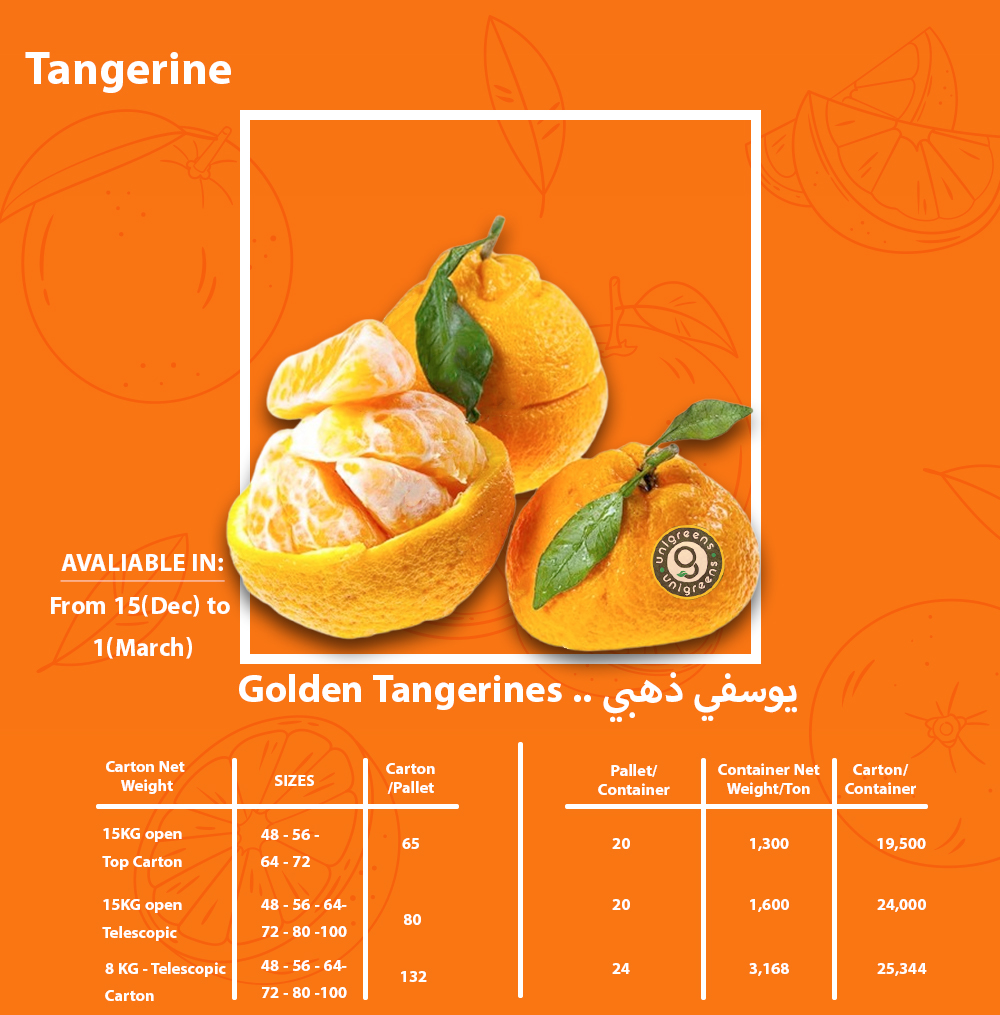 Tangerine
unigreens
unigreens
AVALIABLE IN:
From 15(Dec) to
1(March)
Golden Tangerines .. يوسفي ذهبي
Carton Net
Weight
SIZES
Carton
/Pallet
Pallet/
Container
Container Net
Weight/Ton
Carton/
Container
15KG open
Top Carton
48 - 56 -
64 - 72
65
20
1,300
19,500
15KG open
Telescopic
48 - 56 - 64-
72 - 80 -100
80
20
1,600
24,000
8 KG - Telescopic
Carton
48 - 56 - 64-
72 - 80 -100
132
24
3,168
25,344